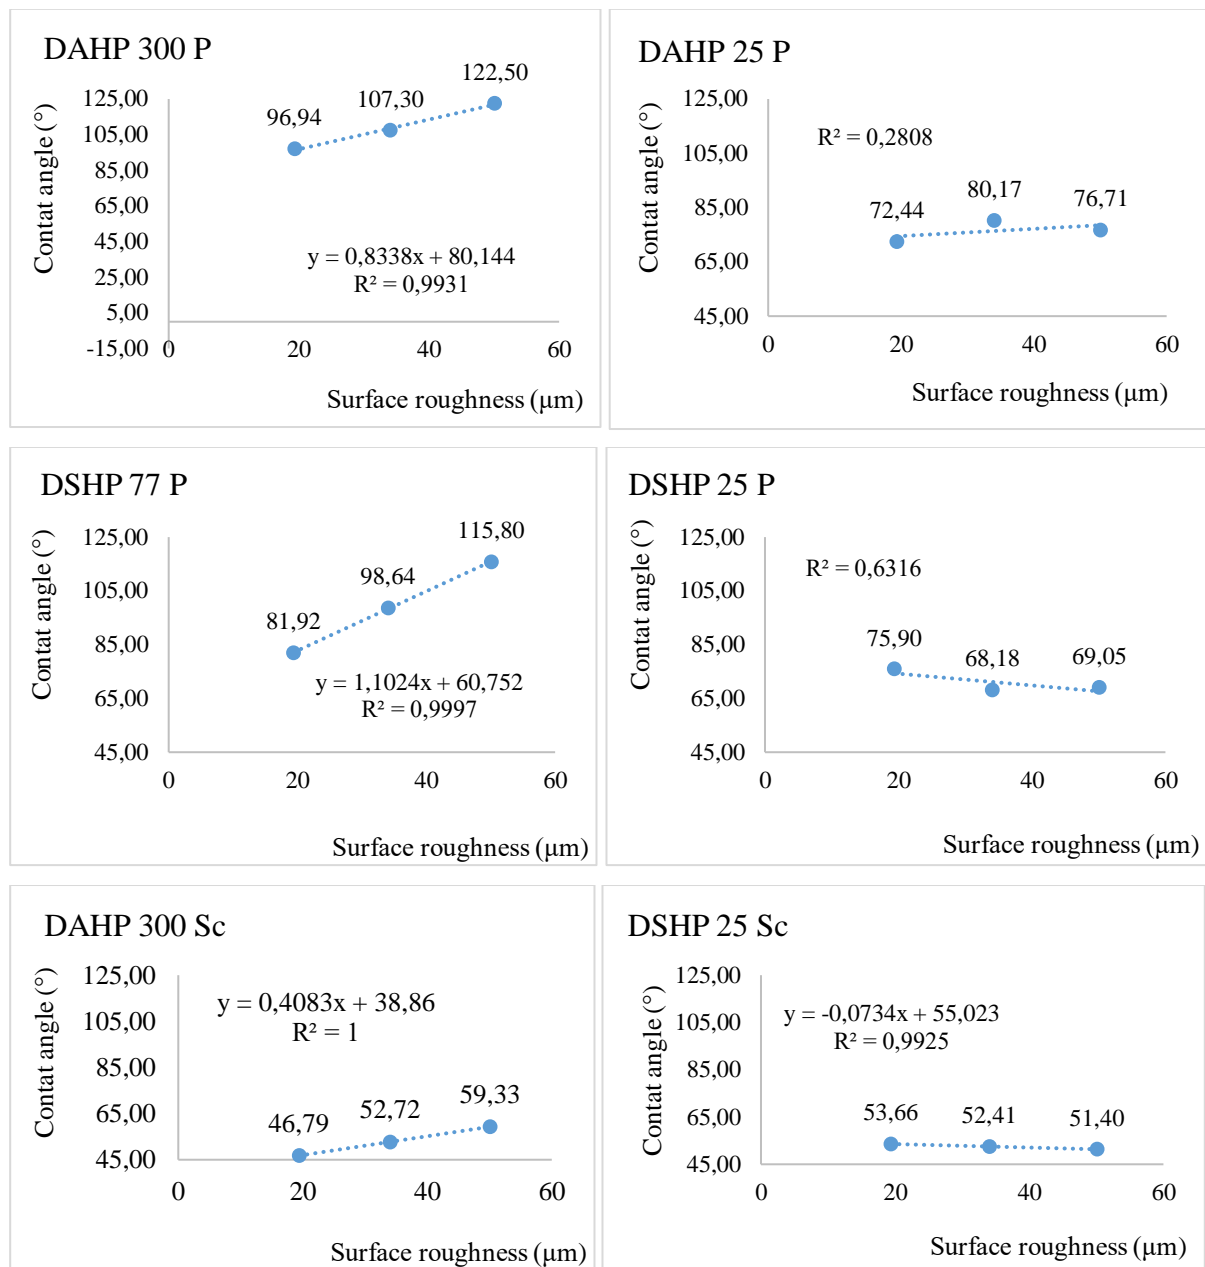 DAHP 300 P
Contat angle (°)
125,00
105,00
85,00
65,00
45,00
25,00
5,00
-15,00
96,94
107,30
122,50
y = 0,8338x + 80,144
R² = 0,9931
0
20
40
60
Surface roughness (μm)
DAHP 25 P
Contat angle (°)
125,00
105,00
85,00
65,00
45,00
R² = 0,2808
72,44
80,17
76,71
0
20
40
60
Surface roughness (μm)
DSHP 77 P
Contat angle (°)
125,00
105,00
85,00
65,00
45,00
81,92
98,64
115,80
y = 1,1024x + 60,752
R² = 0,9997
0
20
40
60
Surface roughness (μm)
DSHP 25 P
Contat angle (°)
125,00
105,00
85,00
65,00
45,00
R² = 0,6316
75,90
68,18
69,05
0
20
40
60
Surface roughness (μm)
DAHP 300 Sc
Contat angle (°)
125,00
105,00
85,00
65,00
45,00
y = 0,4083x + 38,86
R² = 1
46,79
52,72
59,33
0
20
40
60
Surface roughness (μm)
DSHP 25 Sc
Contat angle (°)
125,00
105,00
85,00
65,00
45,00
y = -0,0734x + 55,023
R² = 0,9925
53,66
52,41
51,40
0
20
40
60
Surface roughness (μm)